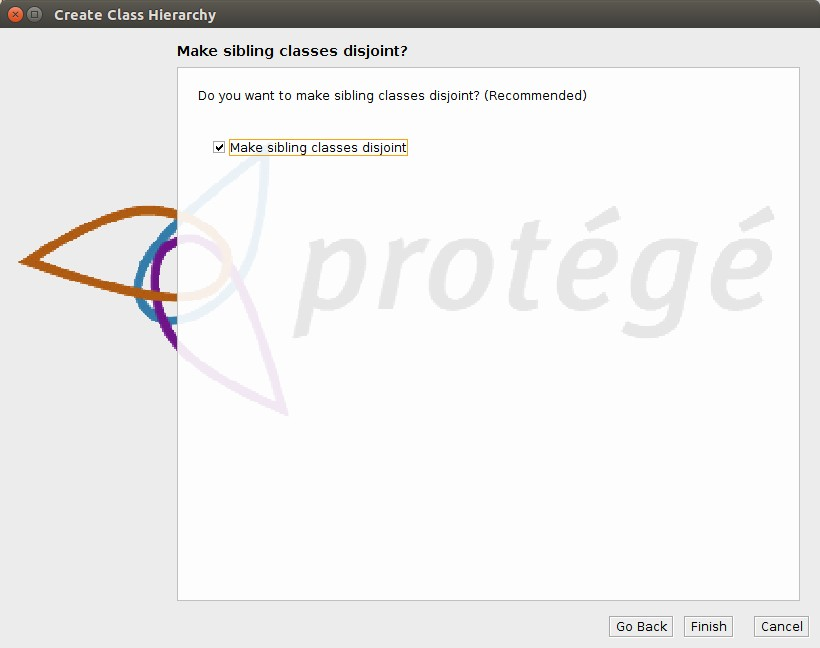 Create Class Hierarchy
Make sibling classes disjoint?
Do you want to make sibling classes disjoint? (Recommended)
Make sibling classes disjoint
protégé
Go Back Finish Cancel